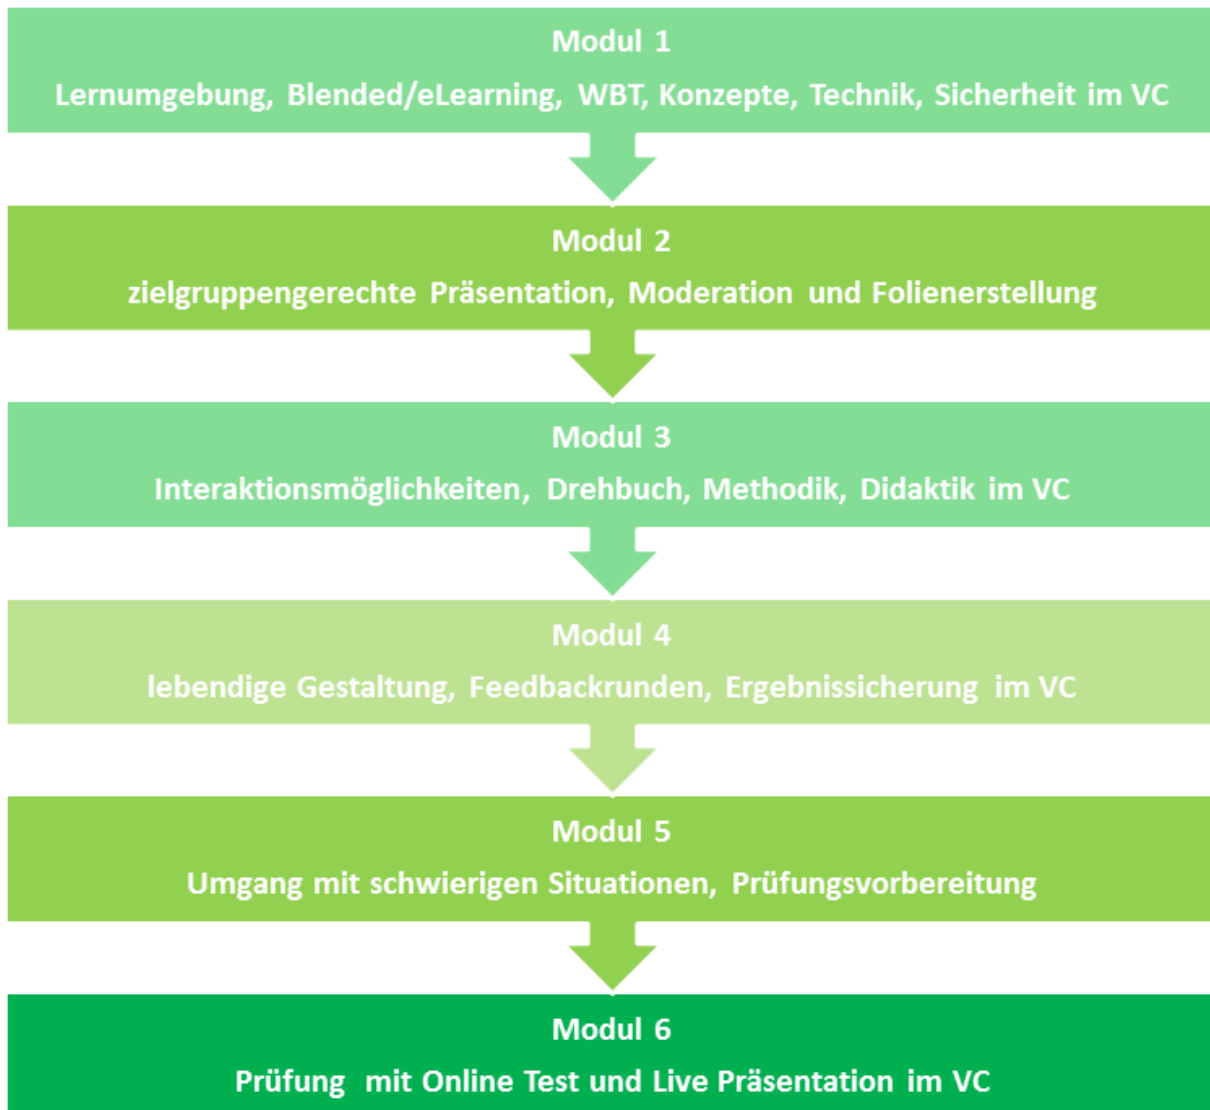 Modul 1
Lernumgebung, Blended/eLearning, WBT, Konzepte, Technik, Sicherheit im VC
Modul 2
zielgruppengerechte Präsentation, Moderation und Folienerstellung
Modul 3
Interaktionsmöglichkeiten, Drehbuch, Methodik, Didaktik im VC
Modul 4
lebendige Gestaltung, Feedbackrunden, Ergebnissicherung im VC
Modul 5
Umgang mit schwierigen Situationen, Prüfungsvorbereitung
Modul 6
Prüfung mit Online Test und Live Präsentation im VC